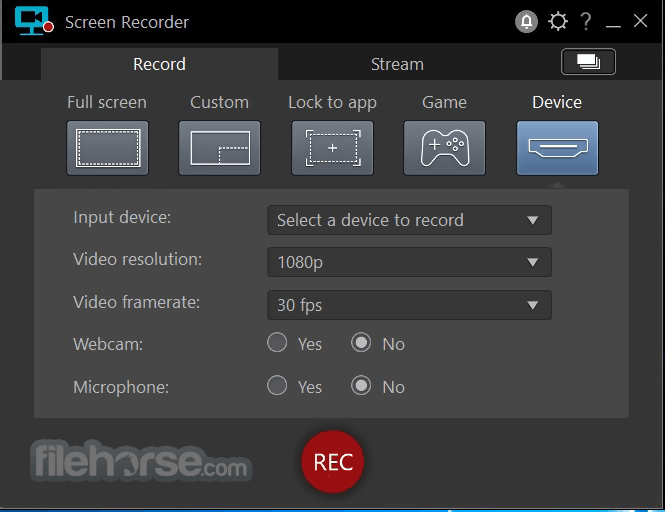 Screen Recorder
?
Record Stream
Full screen Custom Lock to app Game Device
Input device: Select a device to record
Video resolution: 1080p
Video framerate: 30 fps
Webcam: Yes No
Microphone: Yes No
filehorse.com
REC